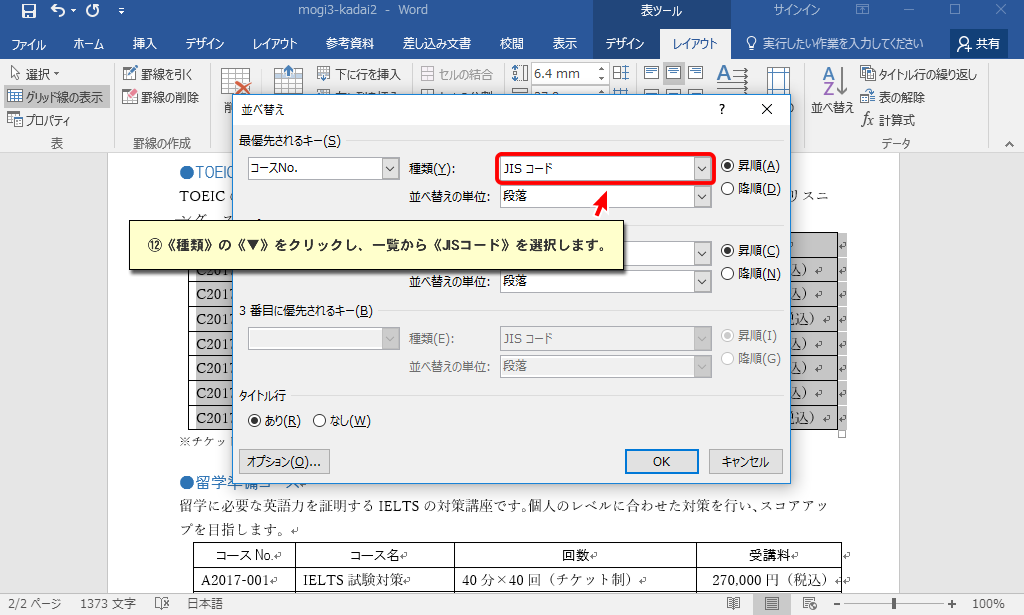 mogi3-kadai2 - Word
表ツール
サインイン
ファイル ホーム 挿入 デザイン レイアウト 参考資料 差し込み文書 校閲 表示 デザイン レイアウト 実行したい作業を入力してください 共有
選択
グリッド線の表示
プロパティ
表
罫線を引く
罫線の削除
罫線の作成
下に行を挿入
セルの結合
6.4 mm
並べ替え
タイトル行の繰り返し
表の解除
計算式
データ
並べ替え
最優先されるキー(S)
コースNo. 種類(Y): JIS コード 昇順(A)
並べ替えの単位: 段落 降順(D)
⑫《種類》の《▼》をクリックし、一覧から《JISコード》を選択します。
昇順(C)
並べ替えの単位: 段落 降順(N)
3 番目に優先されるキー(B)
種類(E): JIS コード 昇順(I)
並べ替えの単位: 段落 降順(G)
タイトル行
あり(R) なし(W)
オプション(O)... OK キャンセル
●TOEIC
TOEIC
リスニ
C2017
C2017
C2017
C2017
C2017
C2017
※チケット
●留学準備コース
留学に必要な英語力を証明する IELTS の対策講座です。個人のレベルに合わせた対策を行い、スコアアッ
プを目指します。
コース No. コース名 回数 受講料
A2017-001 IELTS 試験対策 40 分×40 回（チケット制） 270,000 円（税込）
2/2 ページ 1373 文字 日本語 100%